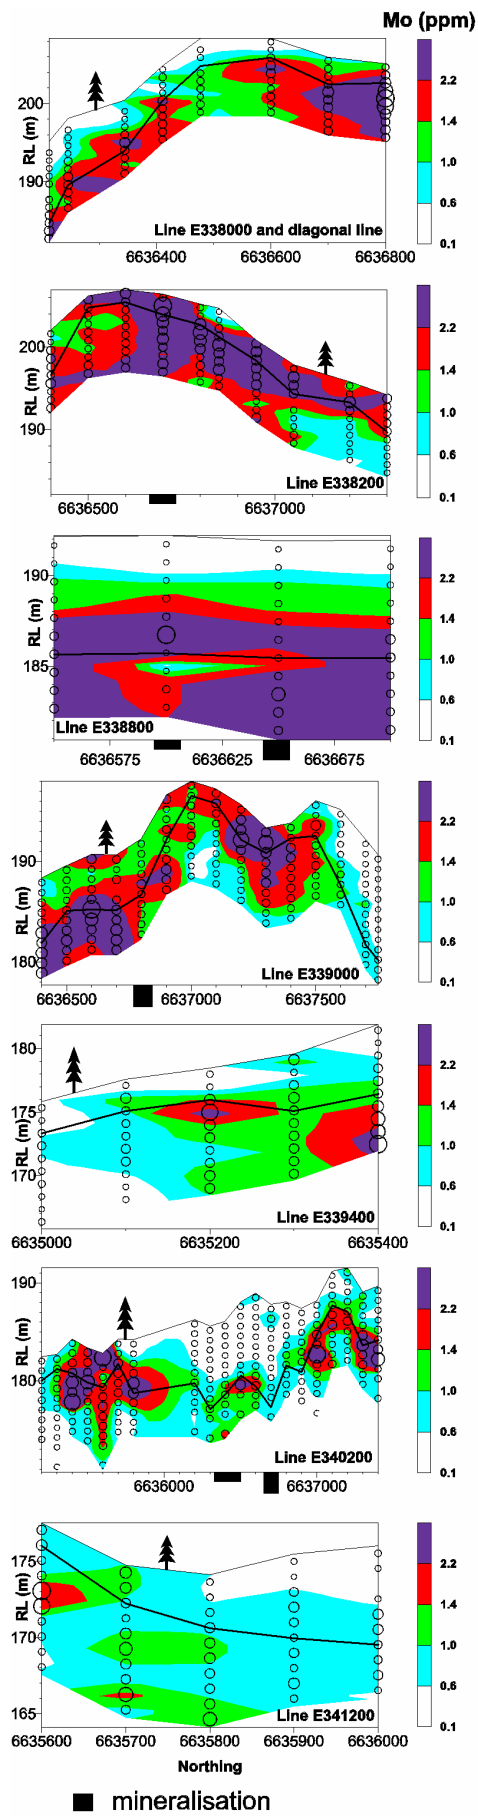 Mo (ppm)
RL (m)
200
190
2.2
1.4
1.0
0.6
0.1
Line E338000 and diagonal line
6636400 6636600 6636800
RL (m)
200
190
2.2
1.4
1.0
0.6
0.1
Line E338200
6636500 6637000
RL (m)
190
185
2.2
1.4
1.0
0.6
0.1
Line E338800
6636575 6636625 6636675
RL (m)
190
180
2.2
1.4
1.0
0.6
0.1
Line E339000
6636500 6637000 6637500
RL (m)
180
175
170
2.2
1.4
1.0
0.6
0.1
Line E339400
6635000 6635200 6635400
RL (m)
190
180
2.2
1.4
1.0
0.6
0.1
Line E340200
6636000 6637000
RL (m)
175
170
165
2.2
1.4
1.0
0.6
0.1
Line E341200
6635600 6635700 6635800 6635900 6636000
Northing
mineralisation